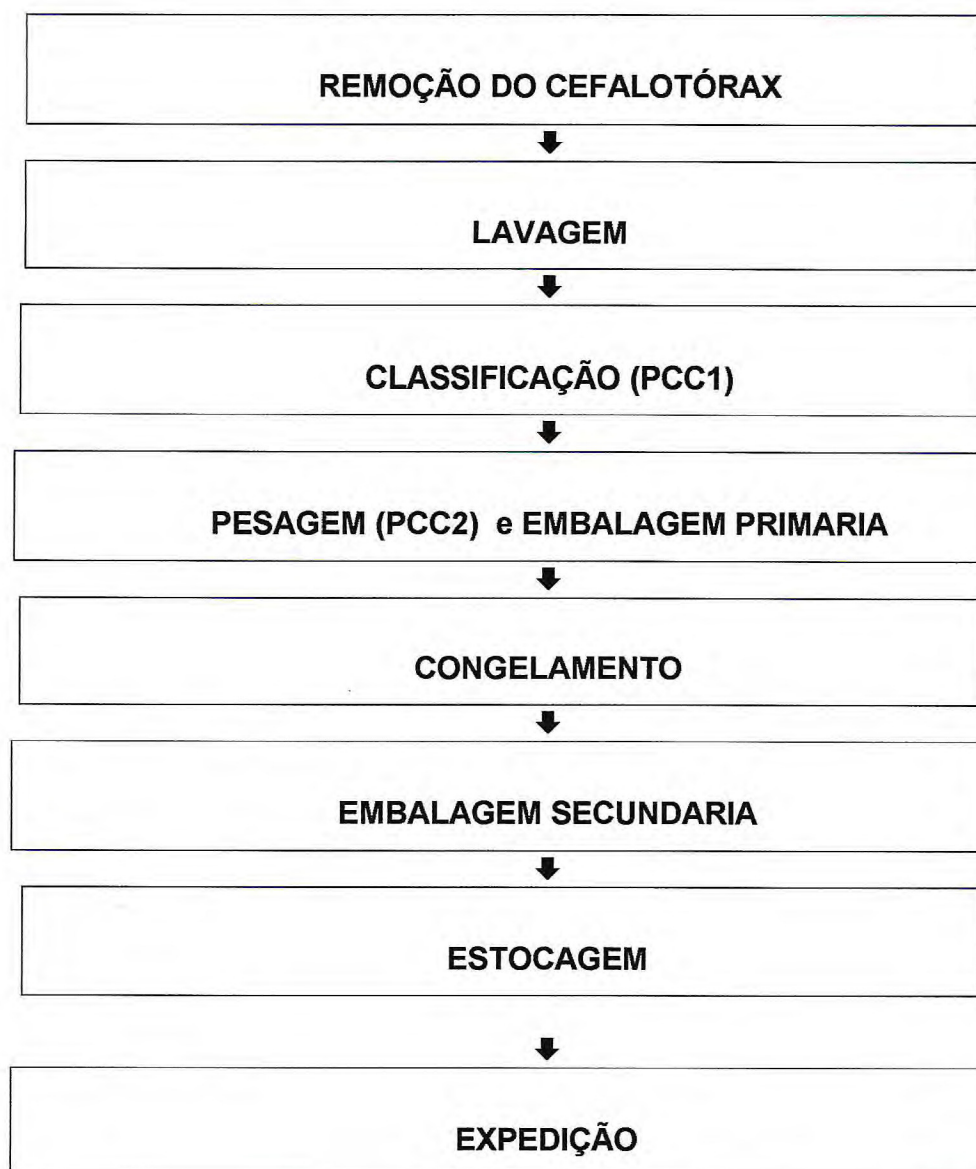 REMOÇÃO DO CEFALOTÓRAX
LAVAGEM
CLASSIFICAÇÃO (PCC1)
PESAGEM (PCC2) e EMBALAGEM PRIMARIA
CONGELAMENTO
EMBALAGEM SECUNDARIA
ESTOCAGEM
EXPEDIÇÃO